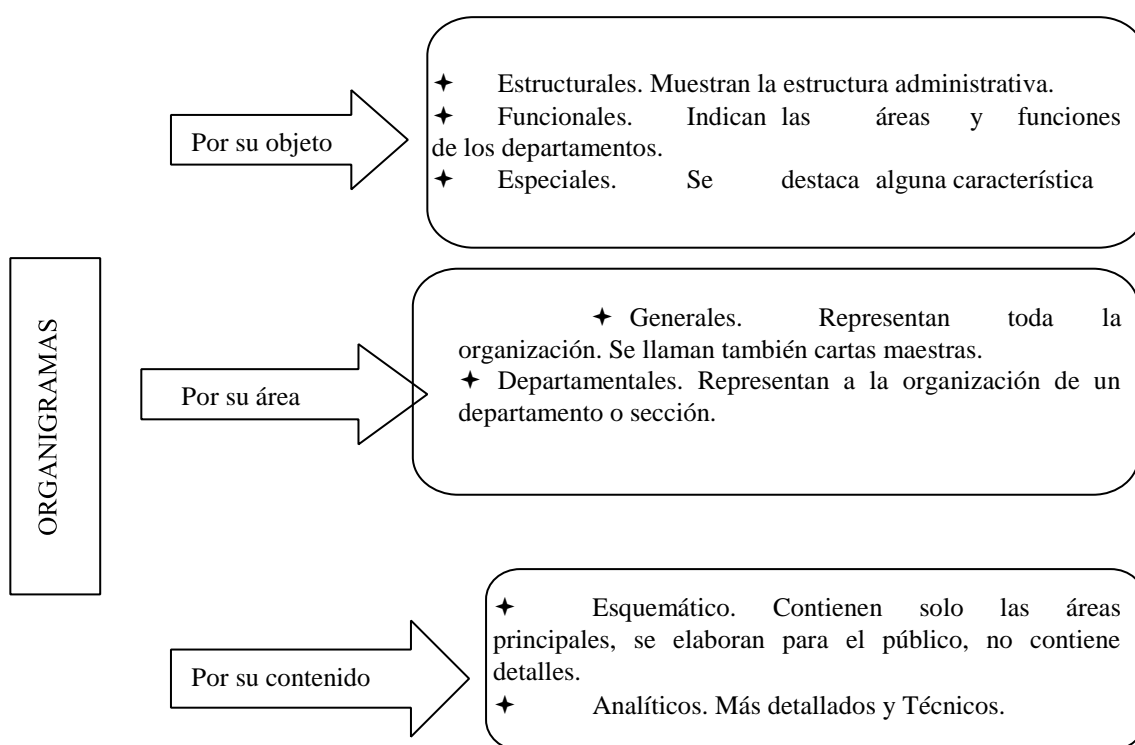 ORGANIGRAMAS
Por su objeto
✦ Estructurales. Muestran la estructura administrativa.
✦ Funcionales. Indican las áreas y funciones
de los departamentos.
✦ Especiales. Se destaca alguna característica
Por su área
✦ Generales. Representan toda la
organización. Se llaman también cartas maestras.
✦ Departamentales. Representan a la organización de un
departamento o sección.
Por su contenido
✦ Esquemático. Contienen solo las áreas
principales, se elaboran para el público, no contiene
detalles.
✦ Analíticos. Más detallados y Técnicos.